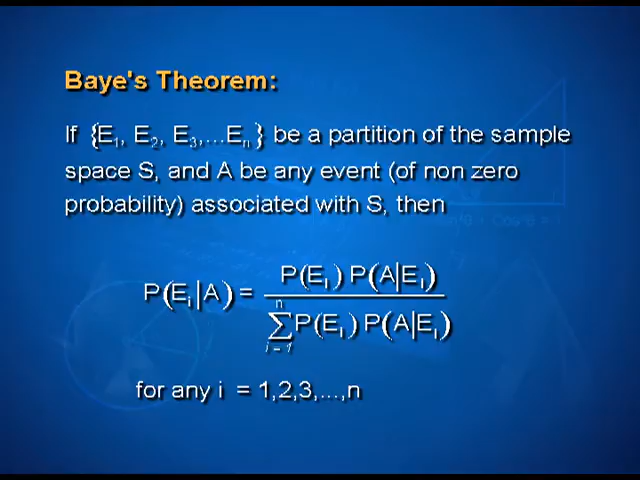 Baye's Theorem:
If {E₁, E₂, E₃,...Eₙ} be a partition of the sample
space S, and A be any event (of non zero
probability) associated with S, then
P(Eᵢ|A) = P(Eᵢ) P(A|Eᵢ)
n
∑P(Eᵢ) P(A|Eᵢ)
i = 1
for any i = 1,2,3,...,n